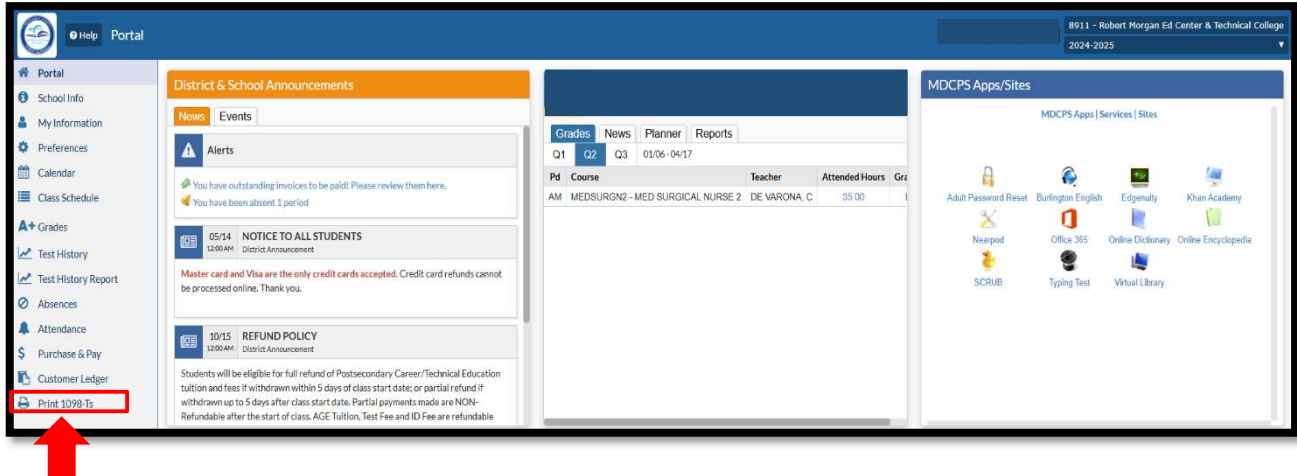 Help Portal
8911 - Robert Morgan Ed Center & Technical College
2024-2025
Portal
School Info
My Information
Preferences
Calendar
Class Schedule
A+ Grades
Test History
Test History Report
Absences
Attendance
$ Purchase & Pay
Customer Ledger
Print 1098-Ts
District & School Announcements
News Events
Alerts
You have outstanding invoices to be paid! Please review them here.
You have been absent 1 period
05/14 NOTICE TO ALL STUDENTS
12:00 AM District Announcement
Master card and Visa are the only credit cards accepted. Credit card refunds cannot
be processed online. Thank you.
10/15 REFUND POLICY
12:00 AM District Announcement
Students will be eligible for full refund of Postsecondary Career/Technical Education
tuition and fees if withdrawn within 5 days of class start date; or partial refund if
withdrawn up to 5 days after class start date. Partial payments made are NON-
Refundable after the start of class. AGE Tuition, Test Fee and ID Fee are refundable
Grades News Planner Reports
Q1 Q2 Q3 01/06 - 04/17
Pd Course Teacher Attended Hours Gra
AM MEDSURGN2 - MED SURGICAL NURSE 2 DE VARONA, C 35.00
MDCPS Apps/Sites
MDCPS Apps | Services | Sites
Adult Password Reset Burlington English Edgenuity Khan Academy
Nearpod Office 365 Online Dictionary Online Encyclopedia
SCRUB Typing Test Virtual Library